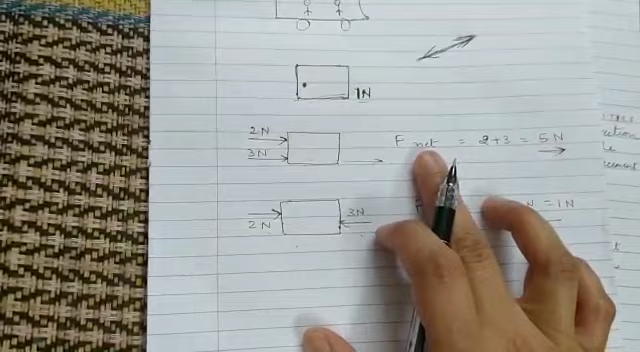 1N
2N
3N
F net = 2+3 = 5N
2N
3N
N = 1N